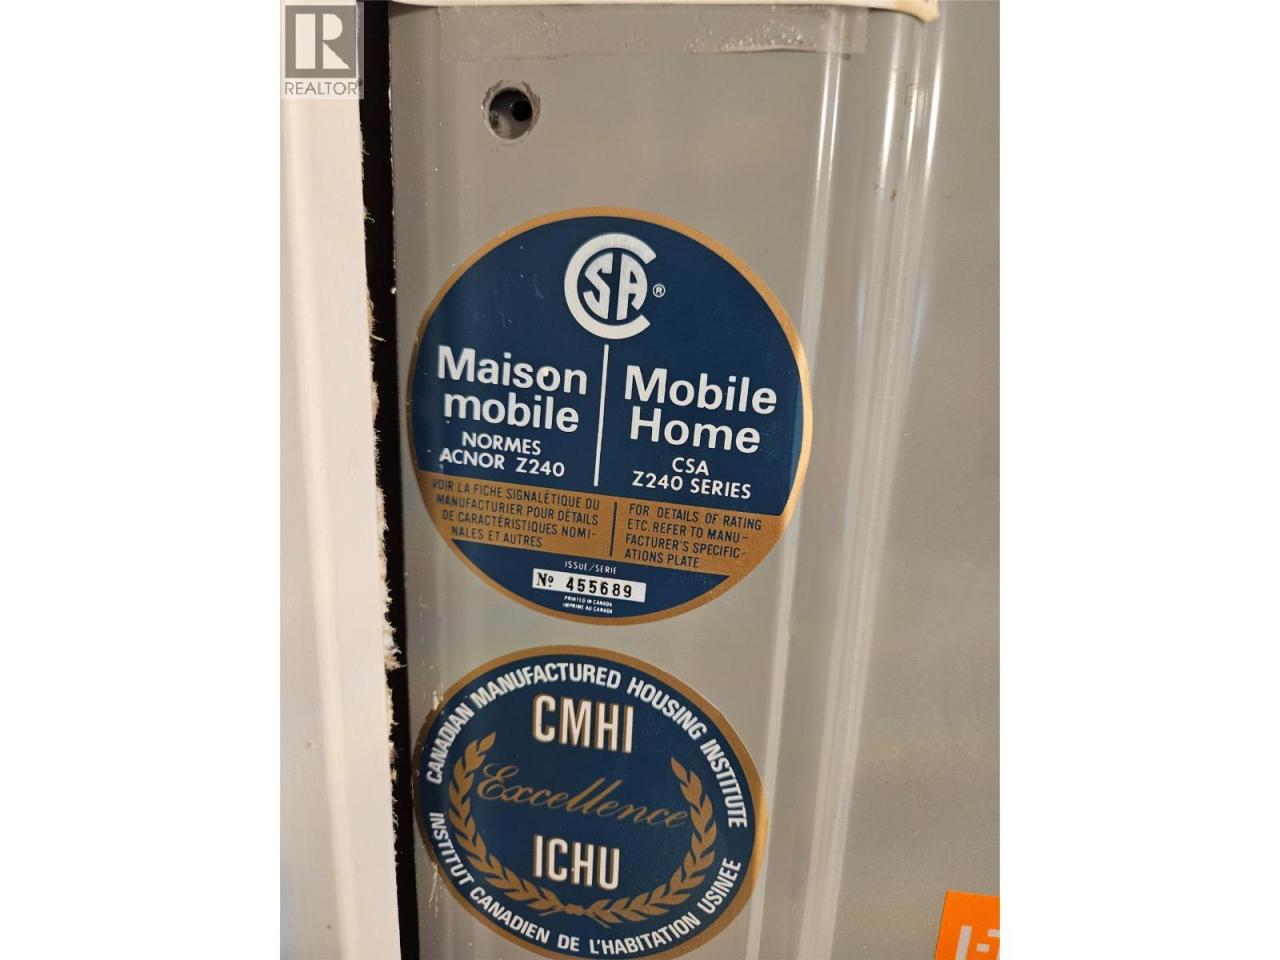 REALTOR®
CSA®
Maison
mobile
NORMES
ACNOR Z240
Mobile
Home
CSA
Z240 SERIES
VOIR LA FICHE SIGNALÉTIQUE DU
MANUFACTURIER POUR DÉTAILS
DE CARACTÉRISTIQUES NOMI-
NALES ET AUTRES
FOR DETAILS OF RATING
ETC. REFER TO MANU-
FACTURER'S SPECIFIC-
ATIONS PLATE
ISSUE/SERIE
Nº 455689
PRINTED IN CANADA
IMPRIMÉ AU CANADA
CANADIAN MANUFACTURED HOUSING INSTITUTE
CMHI
Excellence
ICHU
INSTITUT CANADIEN DE L'HABITATION USINEE